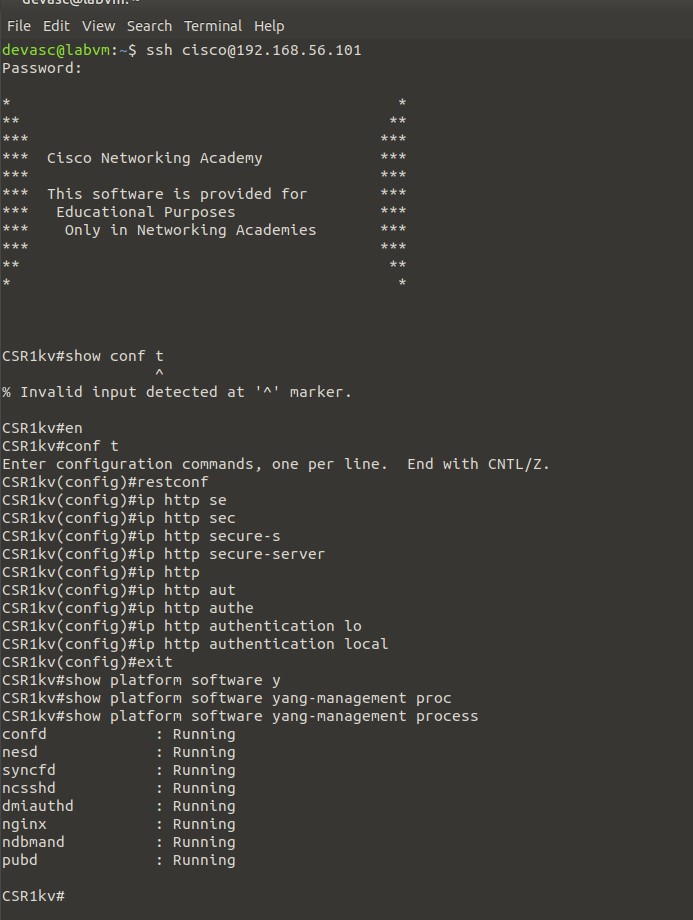 devasc@labvm: ~
File Edit View Search Terminal Help
devasc@labvm:~$ ssh cisco@192.168.56.101
Password:
*                                           *
**                                         **
***                                       ***
***  Cisco Networking Academy             ***
***                                       ***
***  This software is provided for        ***
***   Educational Purposes                ***
***    Only in Networking Academies       ***
***                                       ***
**                                         **
*                                           *
CSR1kv#show conf t
                 ^
% Invalid input detected at '^' marker.
CSR1kv#en
CSR1kv#conf t
Enter configuration commands, one per line.  End with CNTL/Z.
CSR1kv(config)#restconf
CSR1kv(config)#ip http se
CSR1kv(config)#ip http sec
CSR1kv(config)#ip http secure-s
CSR1kv(config)#ip http secure-server
CSR1kv(config)#ip http
CSR1kv(config)#ip http aut
CSR1kv(config)#ip http authe
CSR1kv(config)#ip http authentication lo
CSR1kv(config)#ip http authentication local
CSR1kv(config)#exit
CSR1kv#show platform software y
CSR1kv#show platform software yang-management proc
CSR1kv#show platform software yang-management process
confd            : Running
nesd             : Running
syncfd           : Running
ncsshd           : Running
dmiauthd         : Running
nginx            : Running
ndbmand          : Running
pubd             : Running
CSR1kv#